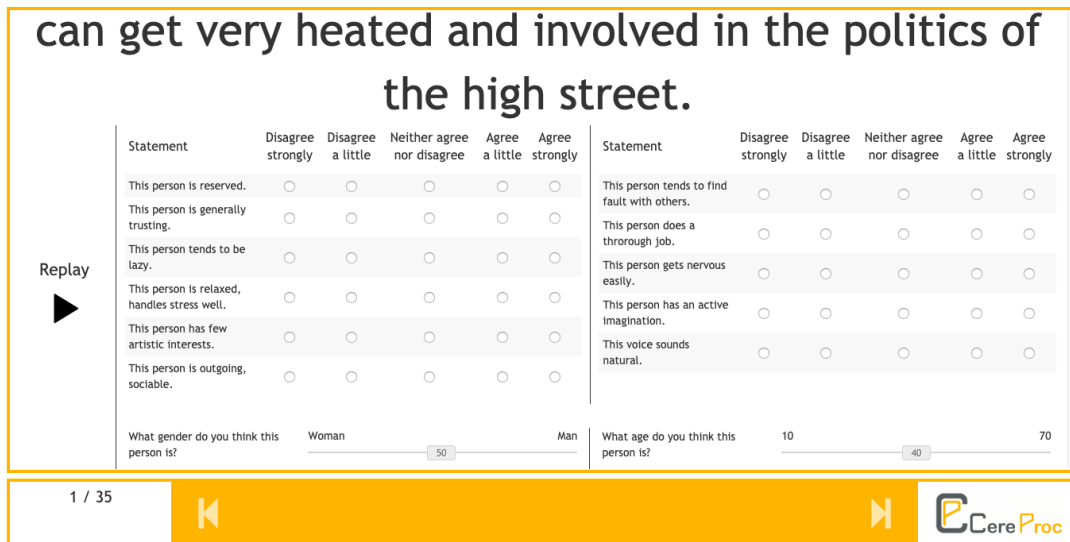 can get very heated and involved in the politics of
the high street.
Replay
Statement
Disagree strongly
Disagree a little
Neither agree nor disagree
Agree a little
Agree strongly
This person is reserved.
This person is generally
trusting.
This person tends to be
lazy.
This person is relaxed,
handles stress well.
This person has few
artistic interests.
This person is outgoing,
sociable.
Statement
Disagree strongly
Disagree a little
Neither agree nor disagree
Agree a little
Agree strongly
This person tends to find
fault with others.
This person does a
throrough job.
This person gets nervous
easily.
This person has an active
imagination.
This voice sounds
natural.
What gender do you think this
person is?
Woman
Man
50
What age do you think this
person is?
10
70
40
1 / 35
CereProc